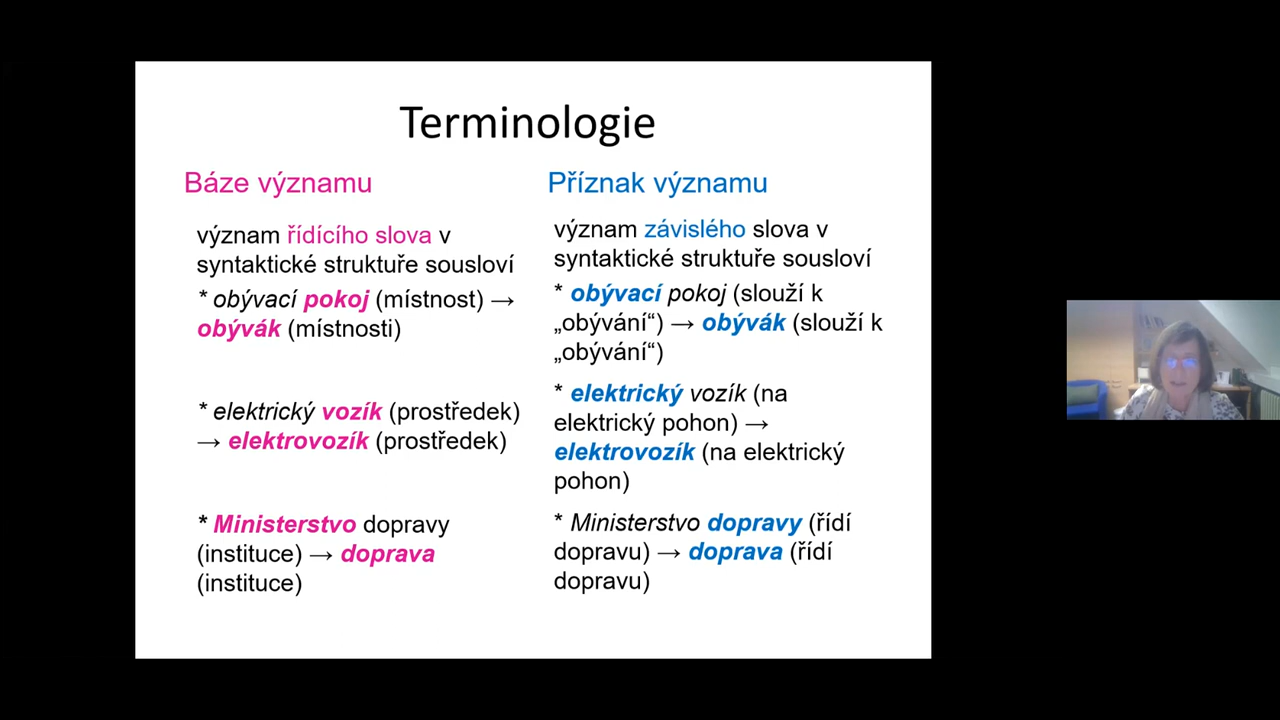 Terminologie
Báze významu
význam řídícího slova v
syntaktické struktuře sousloví
* obývací pokoj (místnost) →
obývák (místnosti)
* elektrický vozík (prostředek)
→ elektrovozík (prostředek)
* Ministerstvo dopravy
(instituce) → doprava
(instituce)
Příznak významu
význam závislého slova v
syntaktické struktuře sousloví
* obývací pokoj (slouží k
„obývání“) → obývák (slouží k
„obývání“)
* elektrický vozík (na
elektrický pohon) →
elektrovozík (na elektrický
pohon)
* Ministerstvo dopravy (řídí
dopravu) → doprava (řídí
dopravu)